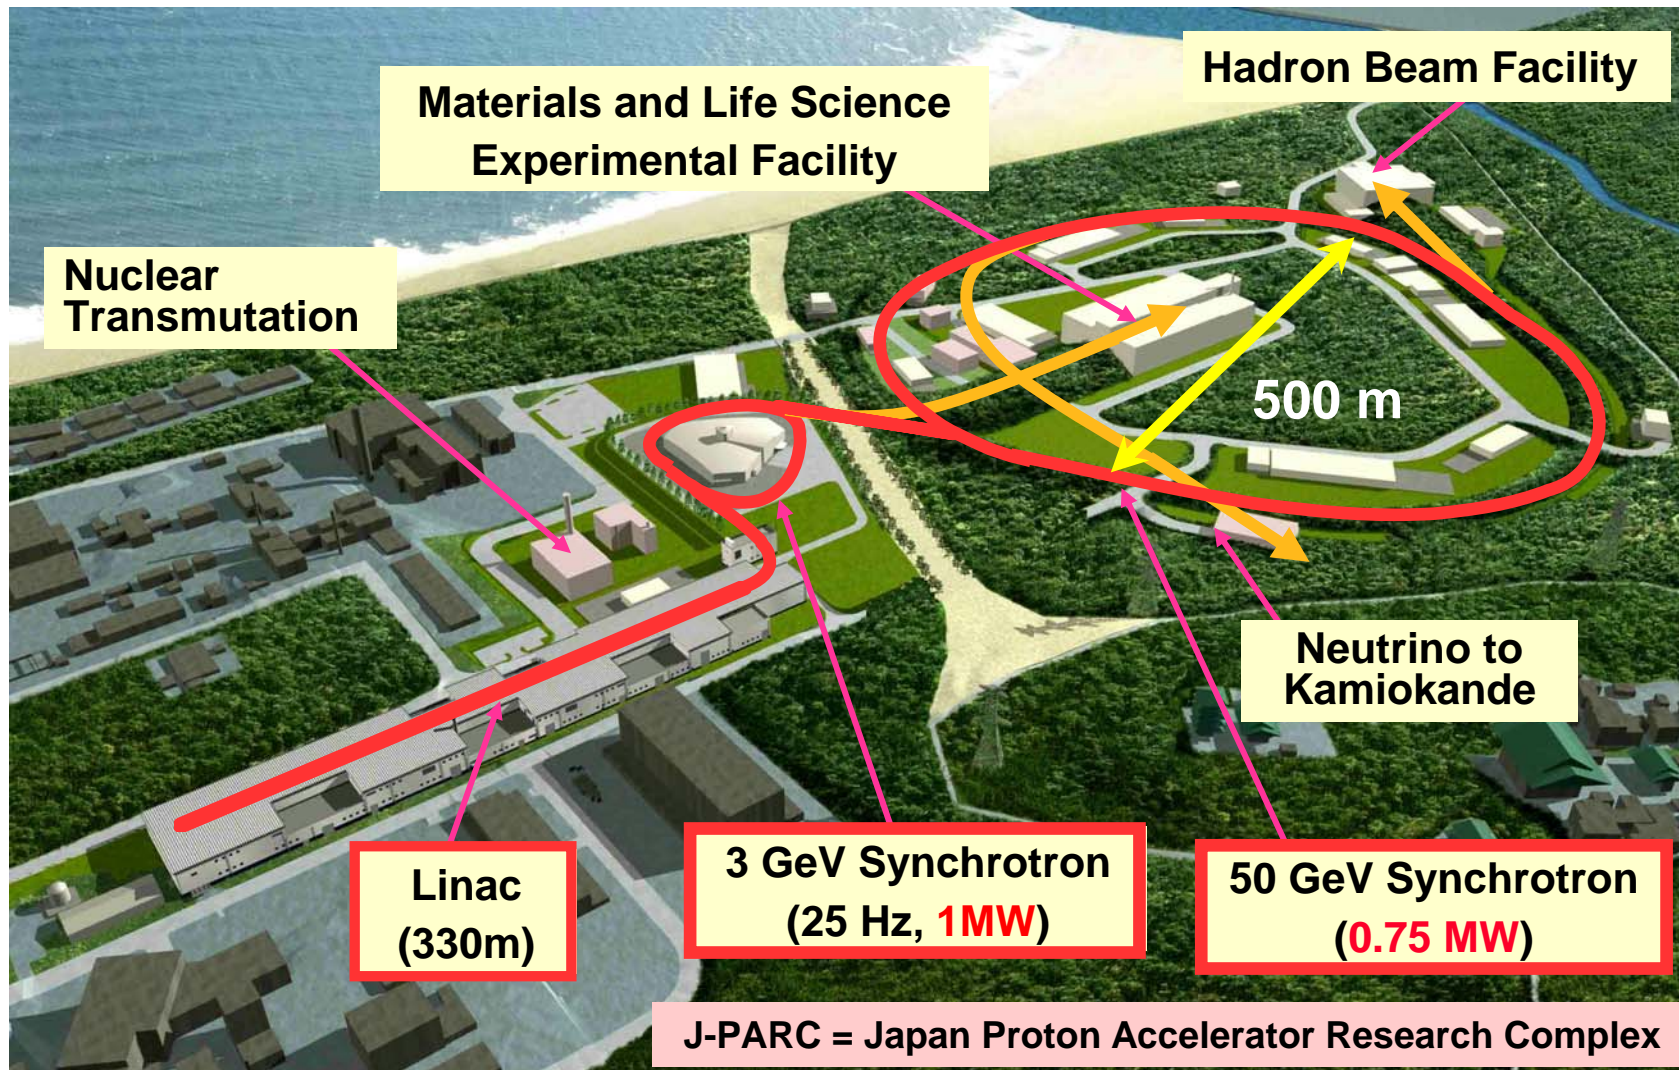 Hadron Beam Facility
Materials and Life Science
Experimental Facility
Nuclear
Transmutation
500 m
Neutrino to
Kamiokande
Linac
(330m)
3 GeV Synchrotron
(25 Hz, 1MW)
50 GeV Synchrotron
(0.75 MW)
J-PARC = Japan Proton Accelerator Research Complex